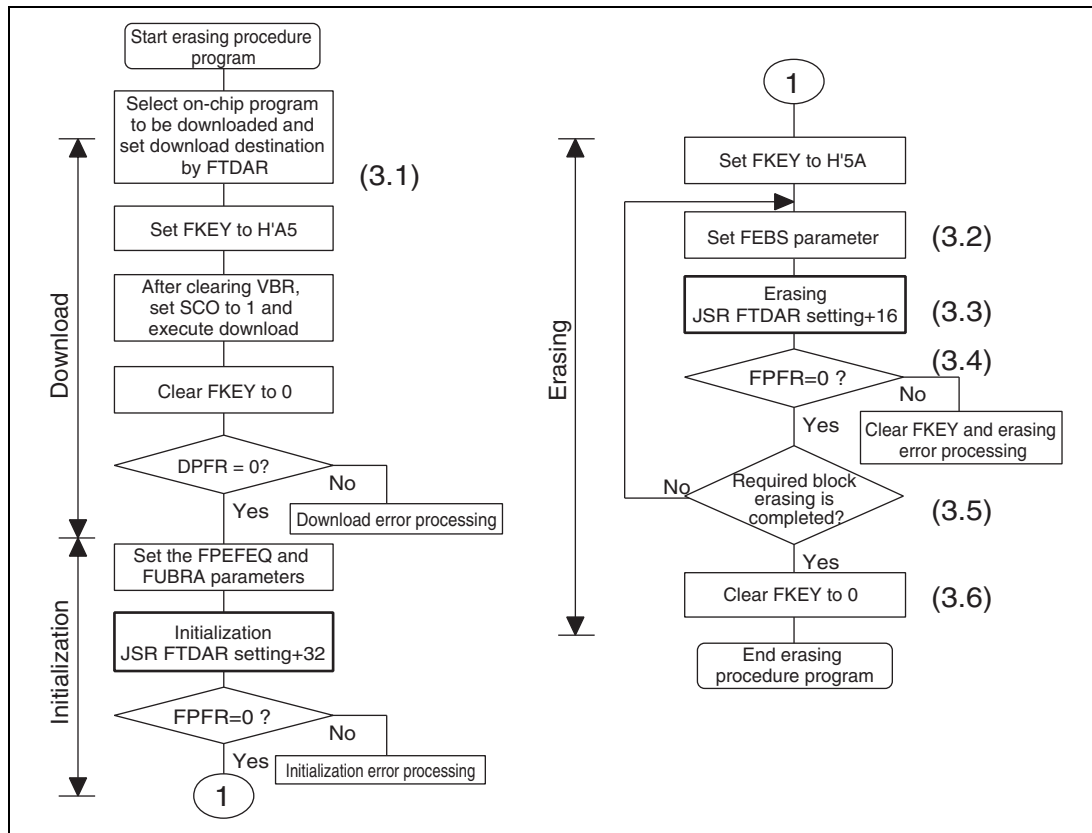 Start erasing procedure
program
Select on-chip program
to be downloaded and
set download destination
by FTDAR
(3.1)
Set FKEY to H'A5
After clearing VBR,
set SCO to 1 and
execute download
Clear FKEY to 0
DPFR = 0?
No
Yes
Download error processing
Download
Set the FPEFEQ and
FUBRA parameters
Initialization
JSR FTDAR setting+32
FPFR=0 ?
No
Yes
Initialization error processing
Initialization
1
1
Set FKEY to H'5A
Set FEBS parameter
(3.2)
Erasing
JSR FTDAR setting+16
(3.3)
(3.4)
FPFR=0 ?
No
Yes
Clear FKEY and erasing
error processing
Erasing
No
Required block
erasing is
completed?
(3.5)
Yes
Clear FKEY to 0
(3.6)
End erasing
procedure program